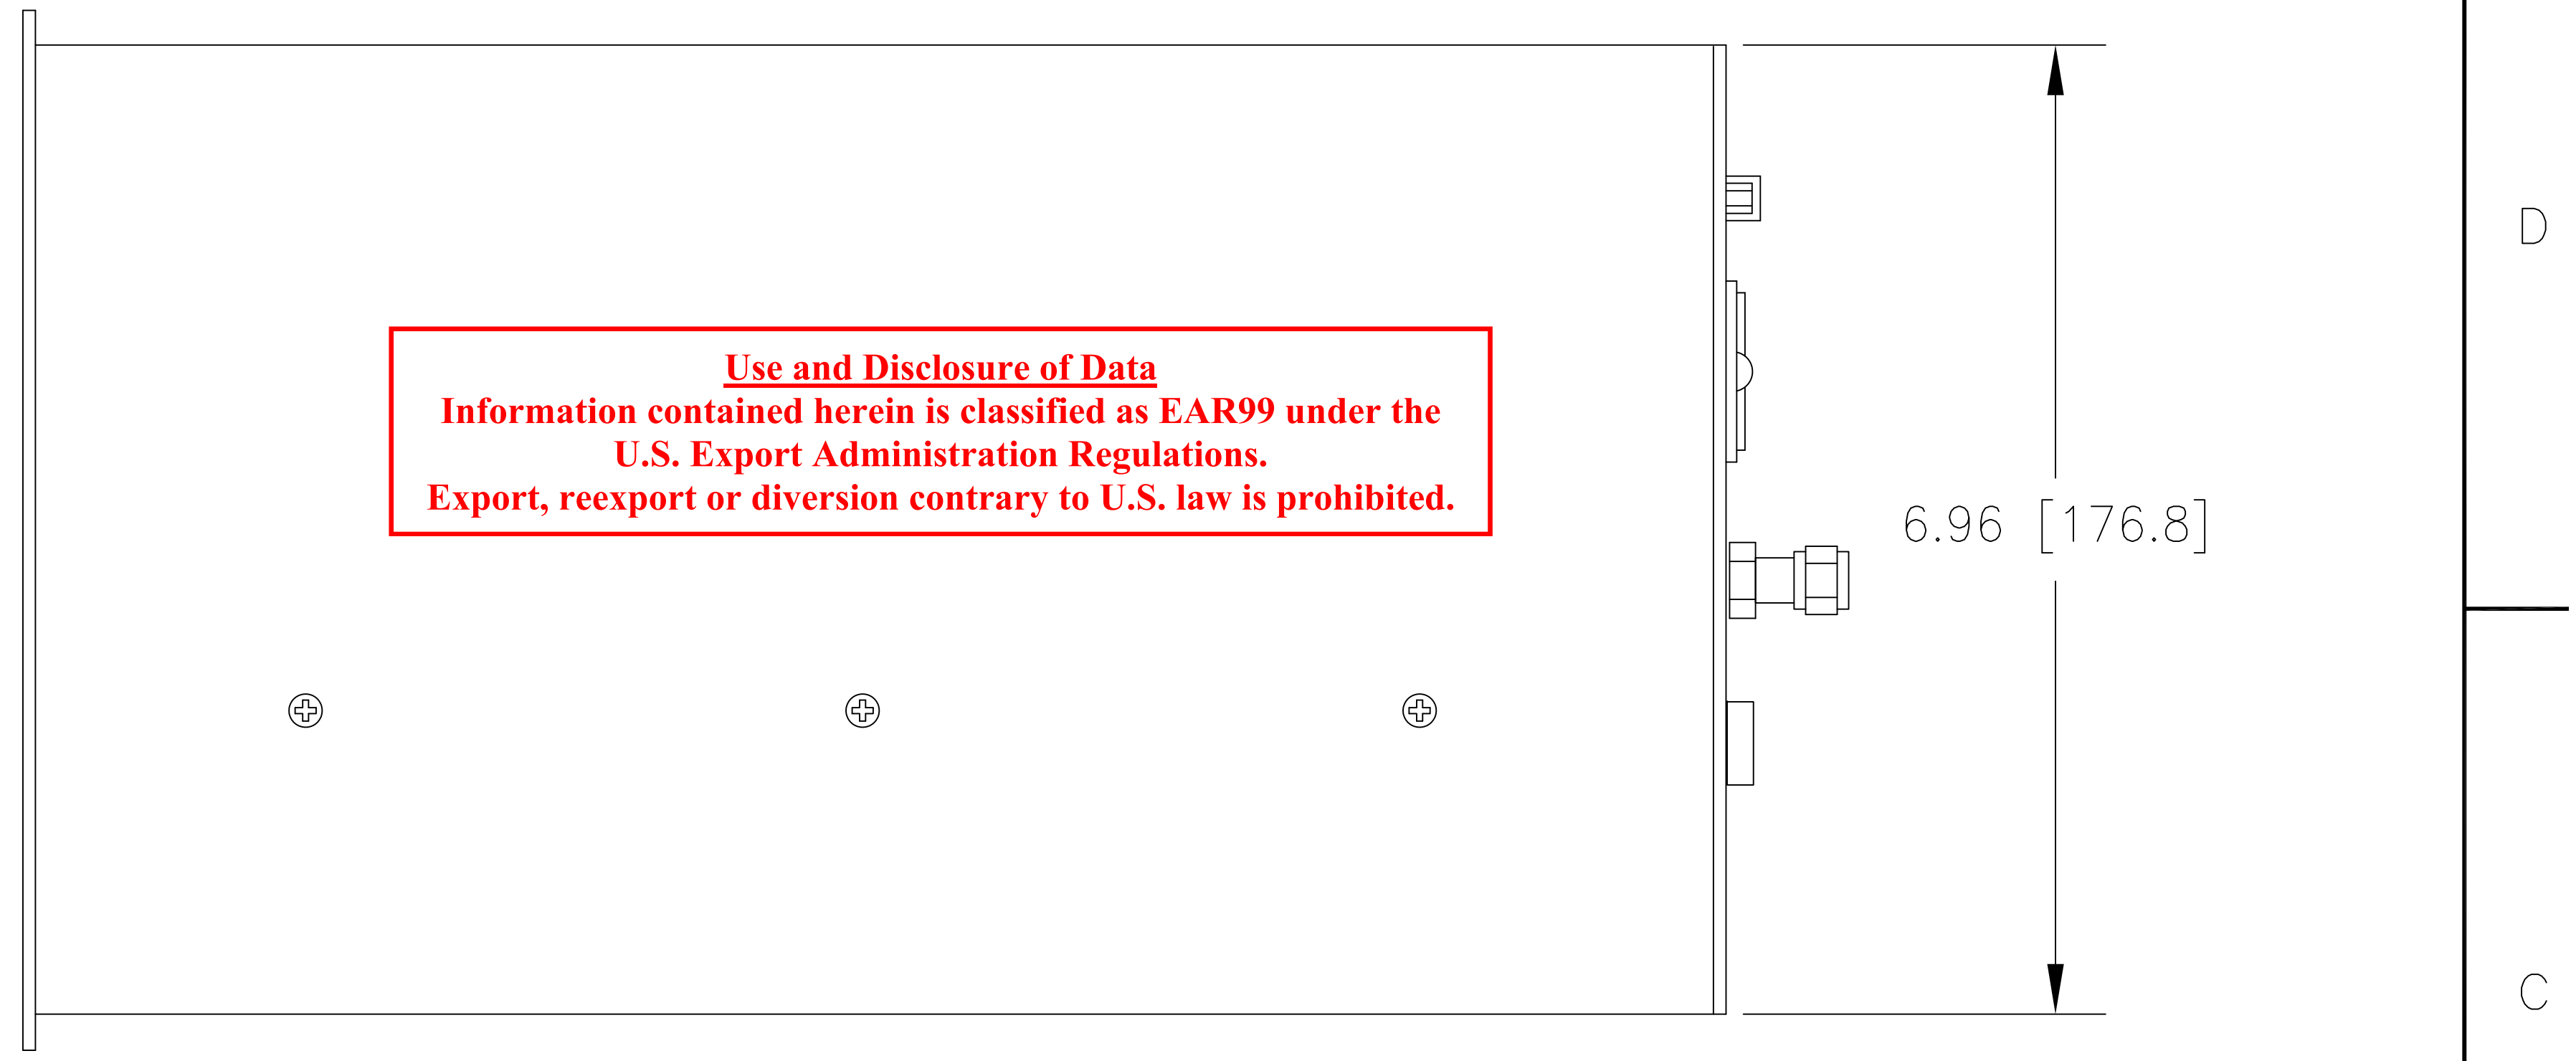 D
Use and Disclosure of Data
Information contained herein is classified as EAR99 under the
U.S. Export Administration Regulations.
Export, reexport or diversion contrary to U.S. law is prohibited.
6.96 [176.8]
C